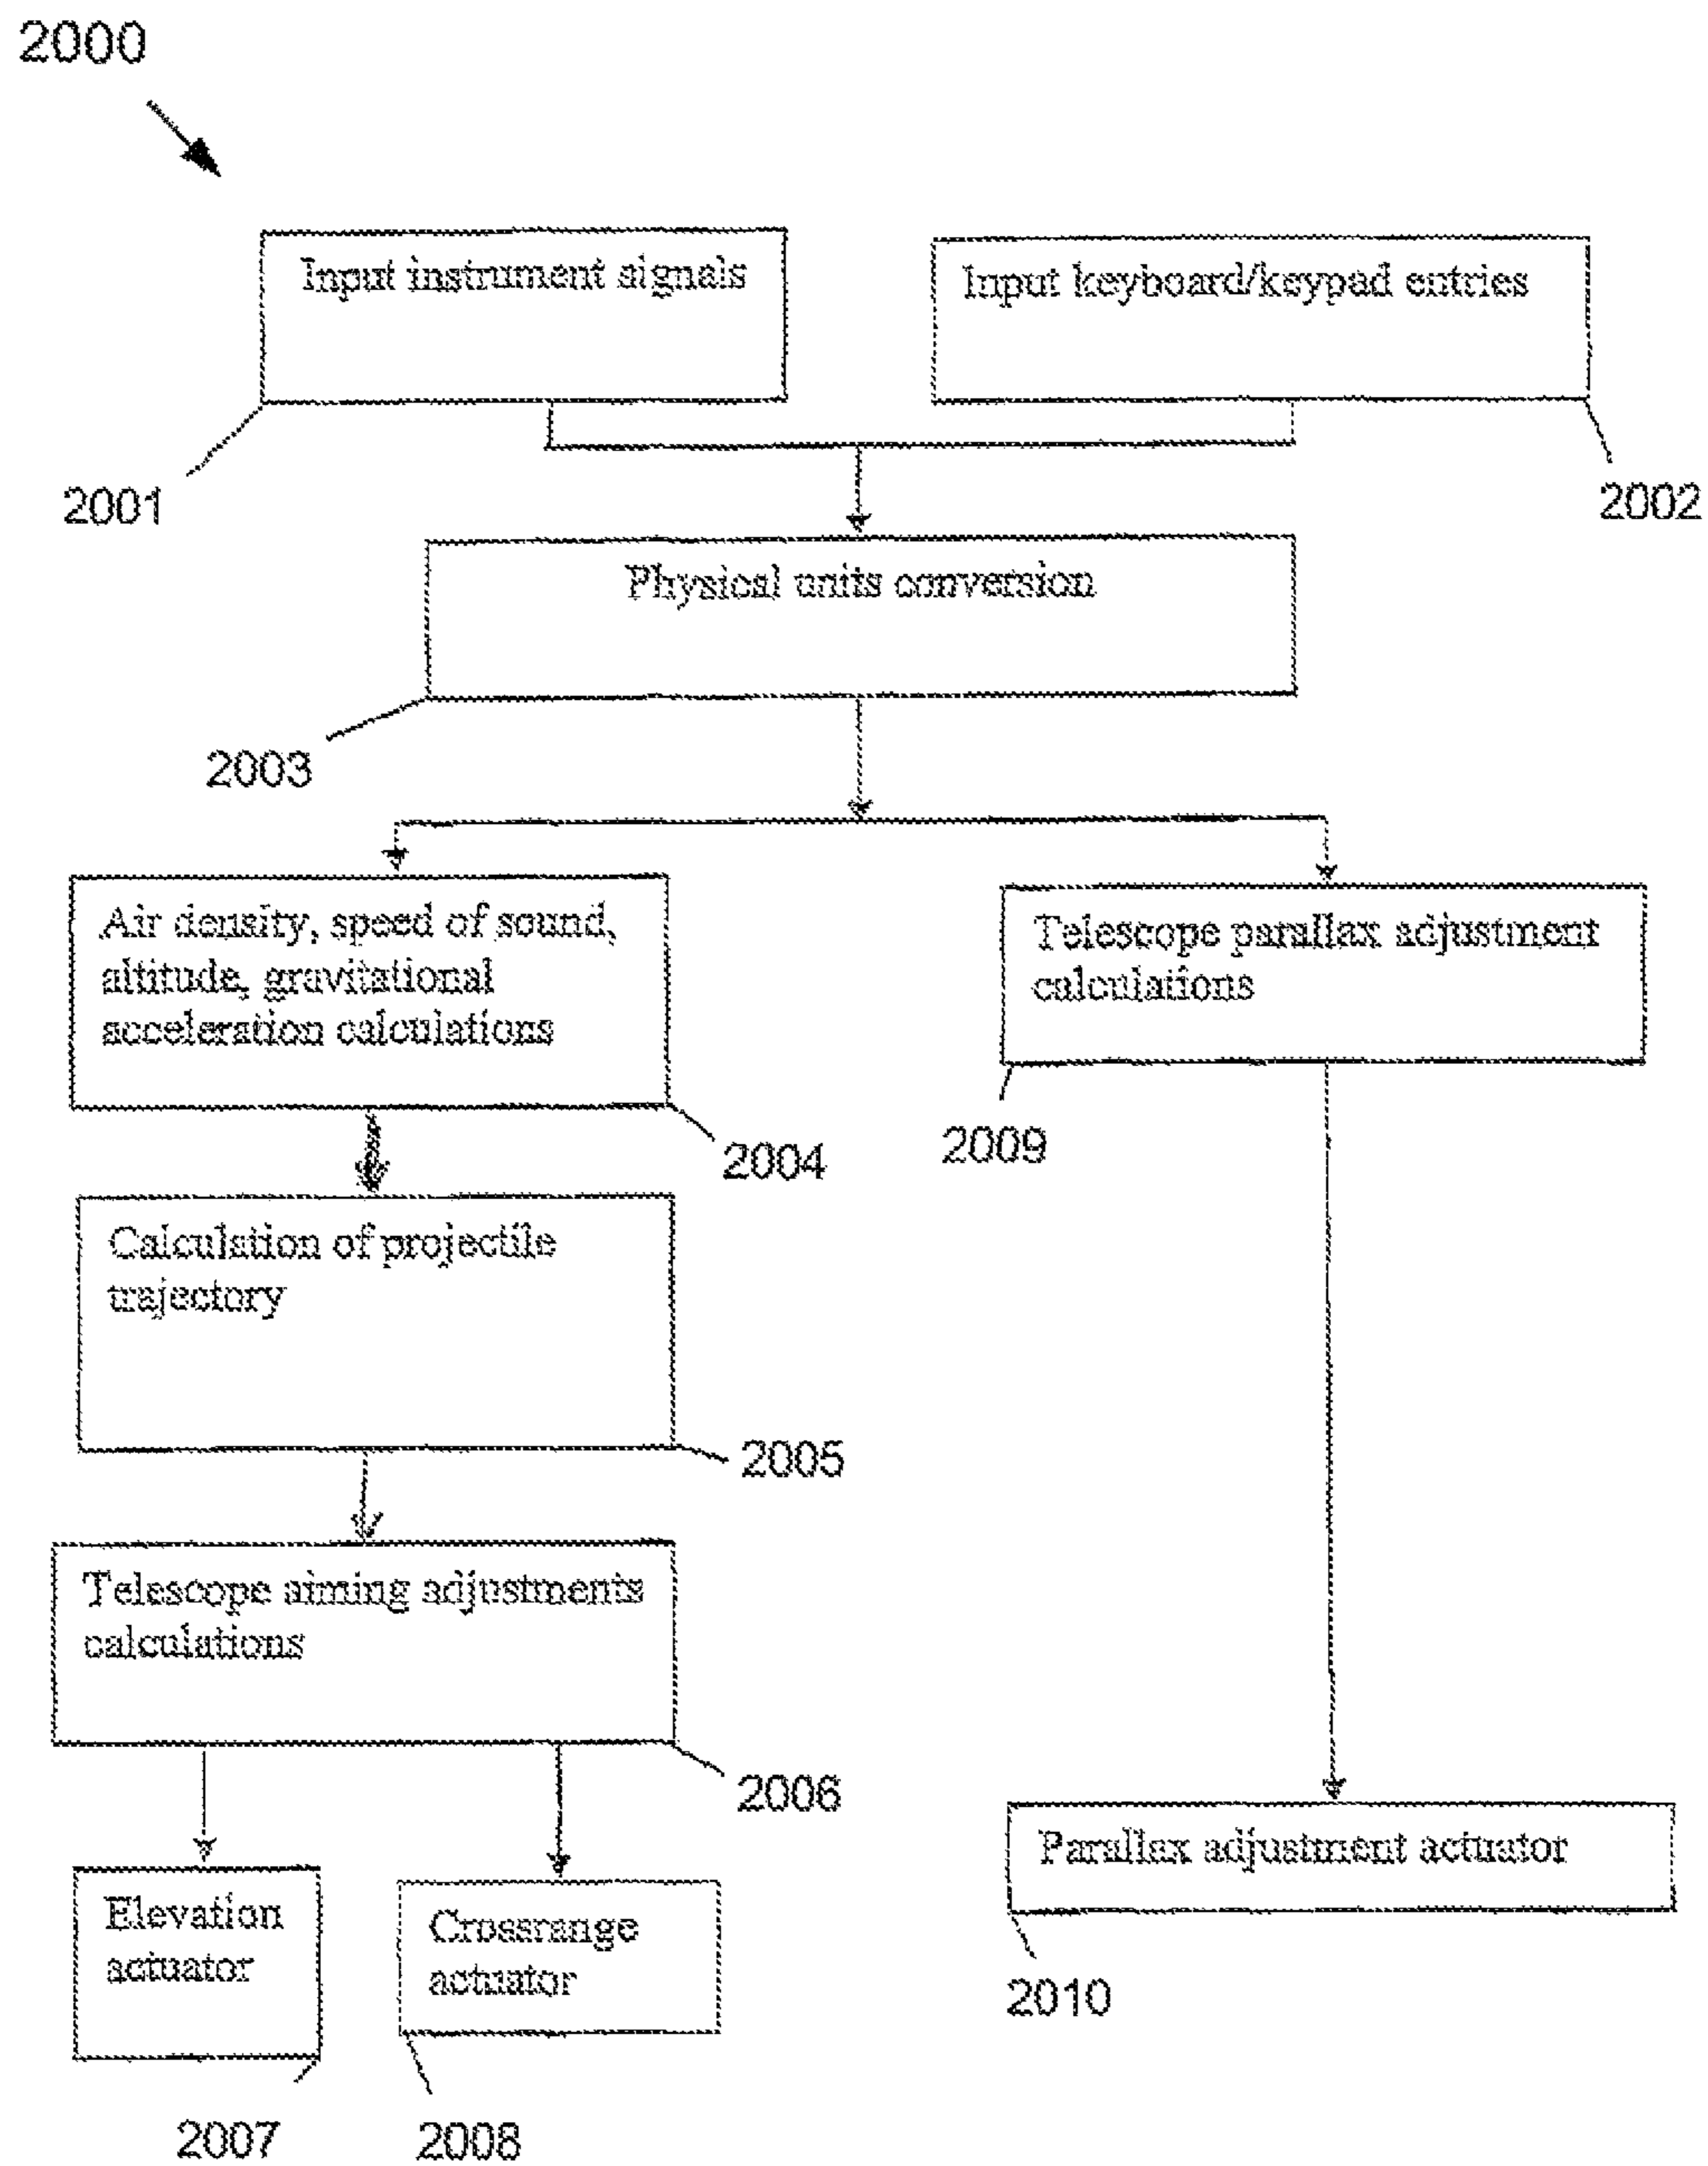 2000
Input instrument signals
Input keyboard/keypad entries
2001
2002
Physical units conversion
2003
Air density, speed of sound,
altitude, gravitational
acceleration calculations
Telescope parallax adjustment
calculations
2004
2009
Calculation of projectile
trajectory
2005
Telescope aiming adjustments
calculations
2006
Elevation
actuator
Crossrange
actuator
Parallax adjustment actuator
2010
2007
2008